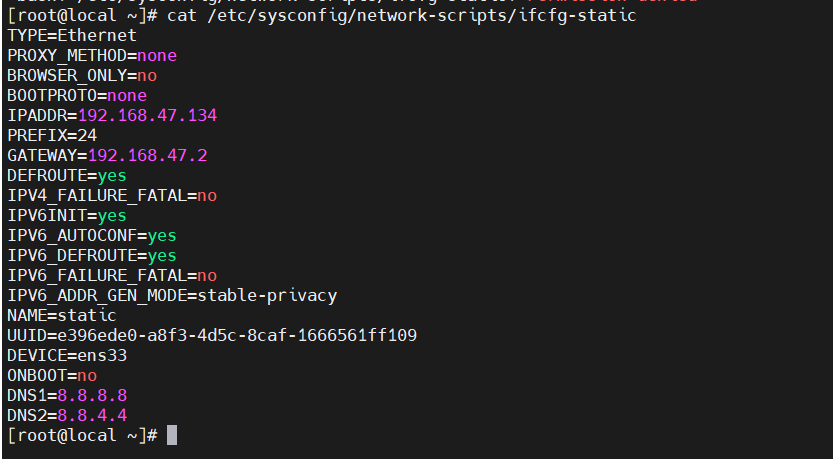 [root@local ~]# cat /etc/sysconfig/network-scripts/ifcfg-static
TYPE=Ethernet
PROXY_METHOD=none
BROWSER_ONLY=no
BOOTPROTO=none
IPADDR=192.168.47.134
PREFIX=24
GATEWAY=192.168.47.2
DEFROUTE=yes
IPV4_FAILURE_FATAL=no
IPV6INIT=yes
IPV6_AUTOCONF=yes
IPV6_DEFROUTE=yes
IPV6_FAILURE_FATAL=no
IPV6_ADDR_GEN_MODE=stable-privacy
NAME=static
UUID=e396ede0-a8f3-4d5c-8caf-1666561ff109
DEVICE=ens33
ONBOOT=no
DNS1=8.8.8.8
DNS2=8.8.4.4
[root@local ~]#